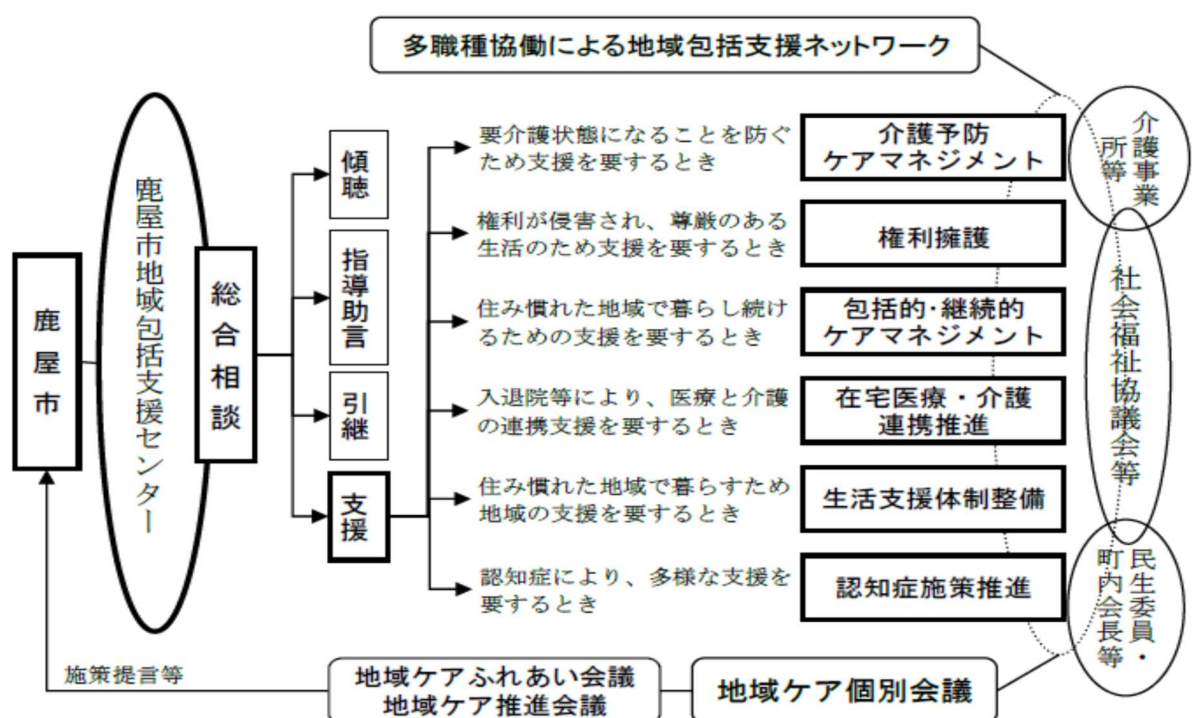 多職種協働による地域包括支援ネットワーク
鹿屋市
鹿屋市地域包括支援センター
総合相談
傾聴
指導助言
引継
支援
要介護状態になることを防ぐ
ため支援を要するとき
介護予防
ケアマネジメント
権利が侵害され、尊厳のある
生活のため支援を要するとき
権利擁護
住み慣れた地域で暮らし続け
るための支援を要するとき
包括的・継続的
ケアマネジメント
入退院等により、医療と介護
の連携支援を要するとき
在宅医療・介護
連携推進
住み慣れた地域で暮らすため
地域の支援を要するとき
生活支援体制整備
認知症により、多様な支援を
要するとき
認知症施策推進
介護事業
所等
社会福祉協議会等
民生委員・
町内会長等
施策提言等
地域ケアふれあい会議
地域ケア推進会議
地域ケア個別会議